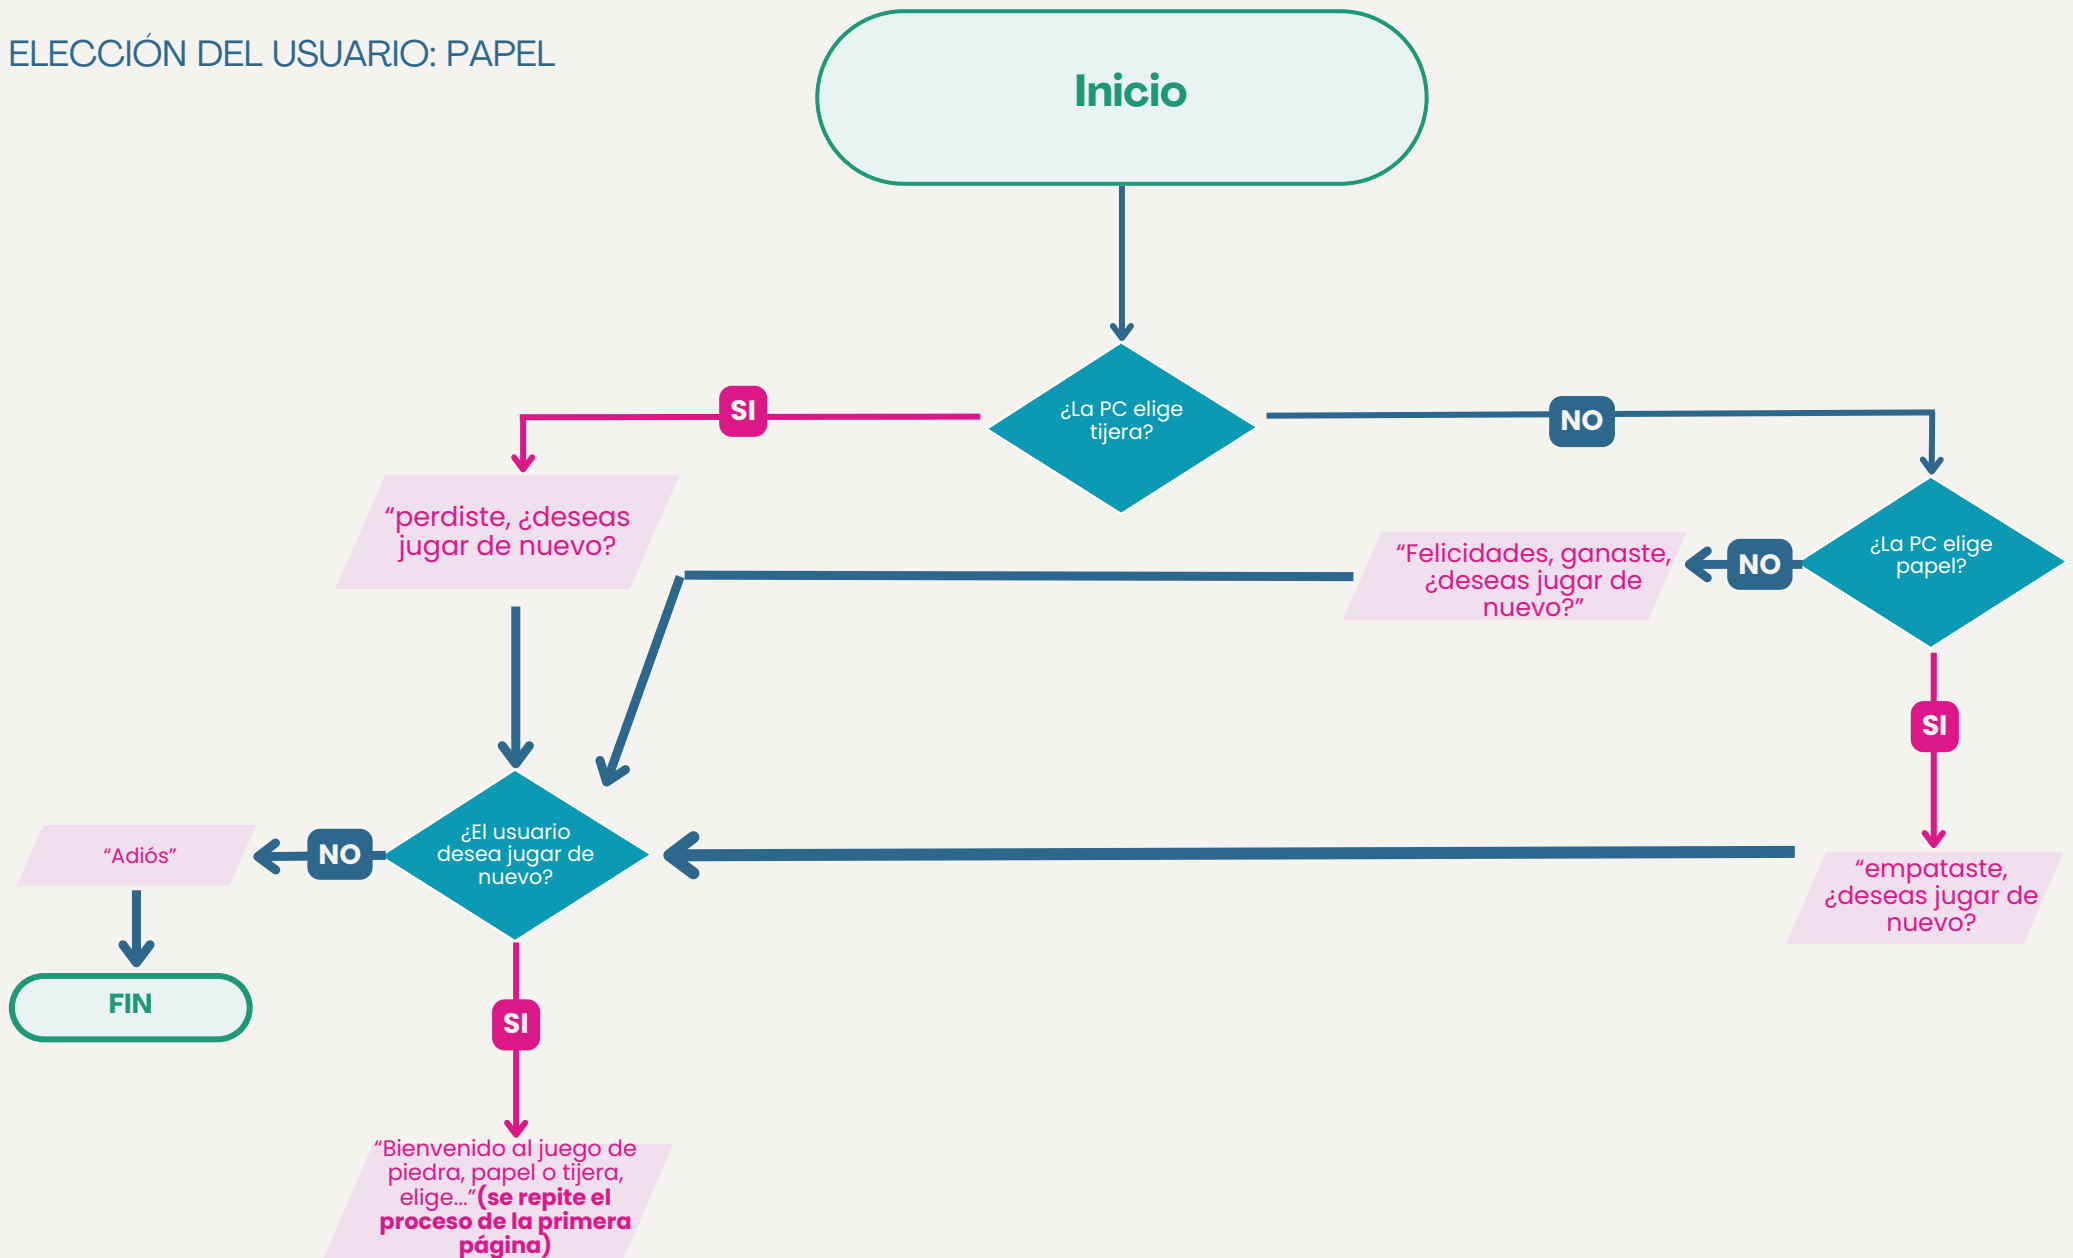 ELECCIÓN DEL USUARIO: PAPEL
Inicio
¿La PC elige
tijera?
SI
NO
“perdiste, ¿deseas
jugar de nuevo?
“Felicidades, ganaste,
¿deseas jugar de
nuevo?”
NO
¿La PC elige
papel?
SI
“empataste,
¿deseas jugar de
nuevo?
¿El usuario
desea jugar de
nuevo?
NO
“Adiós”
FIN
SI
“Bienvenido al juego de
piedra, papel o tijera,
elige...”(se repite el
proceso de la primera
página)